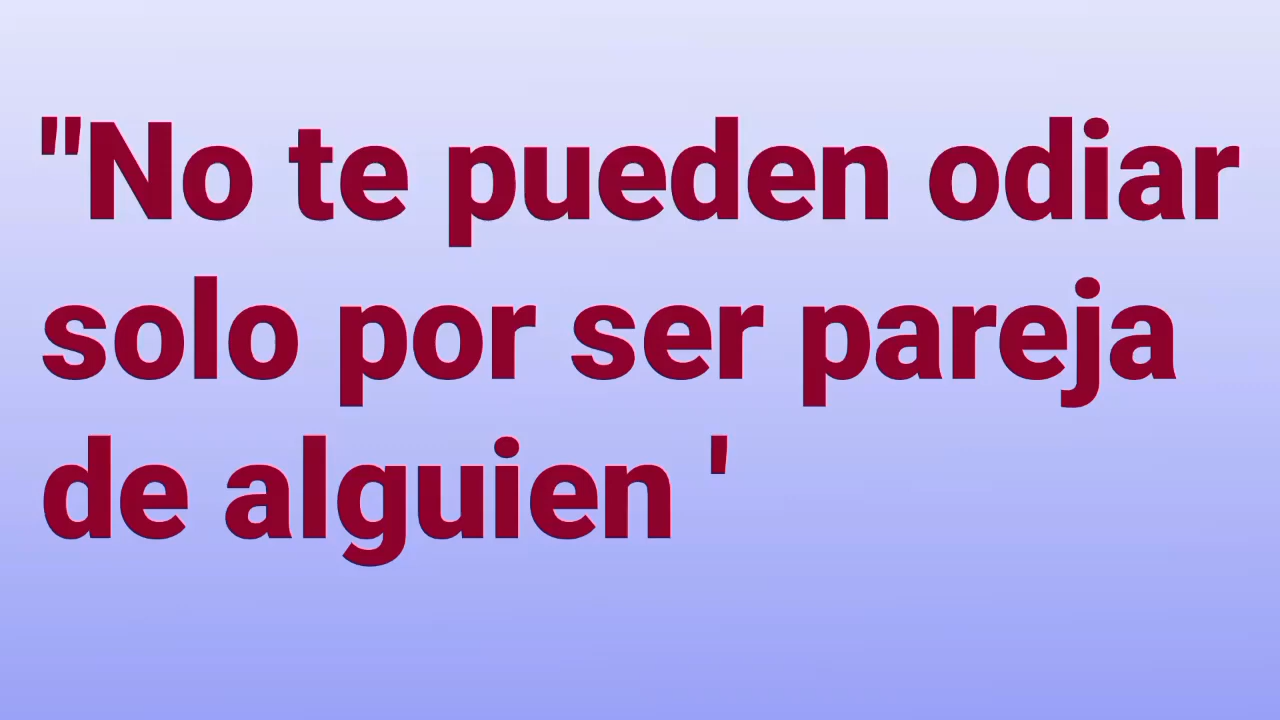 "No te pueden odiar
solo por ser pareja
de alguien '